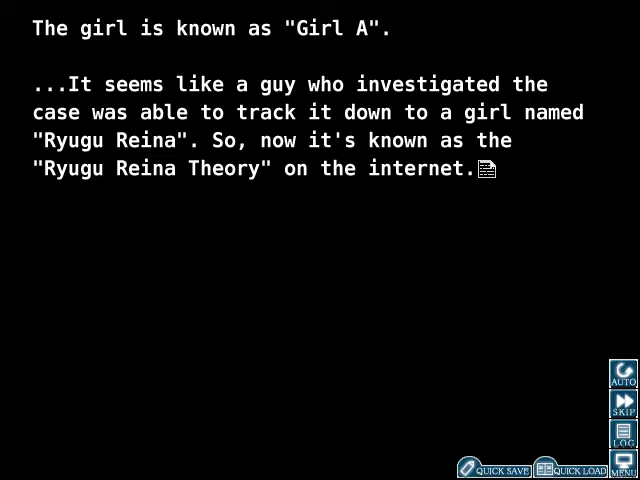 The girl is known as "Girl A".
...It seems like a guy who investigated the
case was able to track it down to a girl named
"Ryugu Reina". So, now it's known as the
"Ryugu Reina Theory" on the internet.
AUTO
SKIP
LOG
MENU
QUICK SAVE
QUICK LOAD